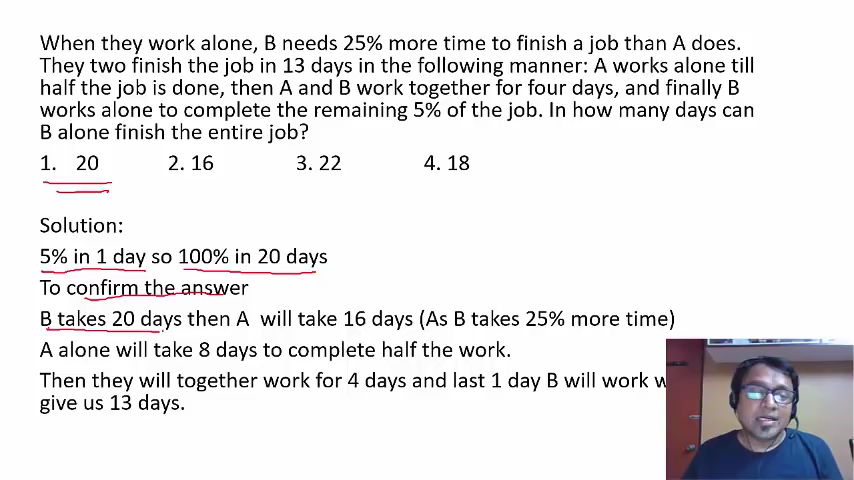 When they work alone, B needs 25% more time to finish a job than A does.
They two finish the job in 13 days in the following manner: A works alone till
half the job is done, then A and B work together for four days, and finally B
works alone to complete the remaining 5% of the job. In how many days can
B alone finish the entire job?
1. 20 2. 16 3. 22 4. 18
Solution:
5% in 1 day so 100% in 20 days
To confirm the answer
B takes 20 days then A will take 16 days (As B takes 25% more time)
A alone will take 8 days to complete half the work.
Then they will together work for 4 days and last 1 day B will work
give us 13 days.